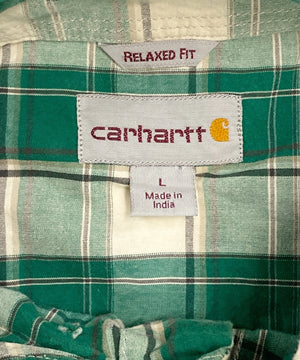 RELAXED FIT
carhartt
L
Made in
India